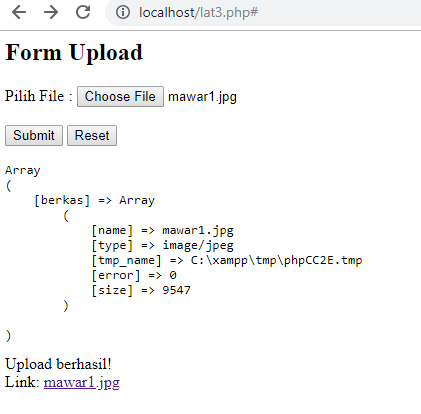 localhost/lat3.php#
Form Upload
Pilih File : Choose File mawar1.jpg
Submit Reset
Array
(
    [berkas] => Array
        (
            [name] => mawar1.jpg
            [type] => image/jpeg
            [tmp_name] => C:\xampp\tmp\phpCC2E.tmp
            [error] => 0
            [size] => 9547
        )
)
Upload berhasil!
Link: mawar1.jpg